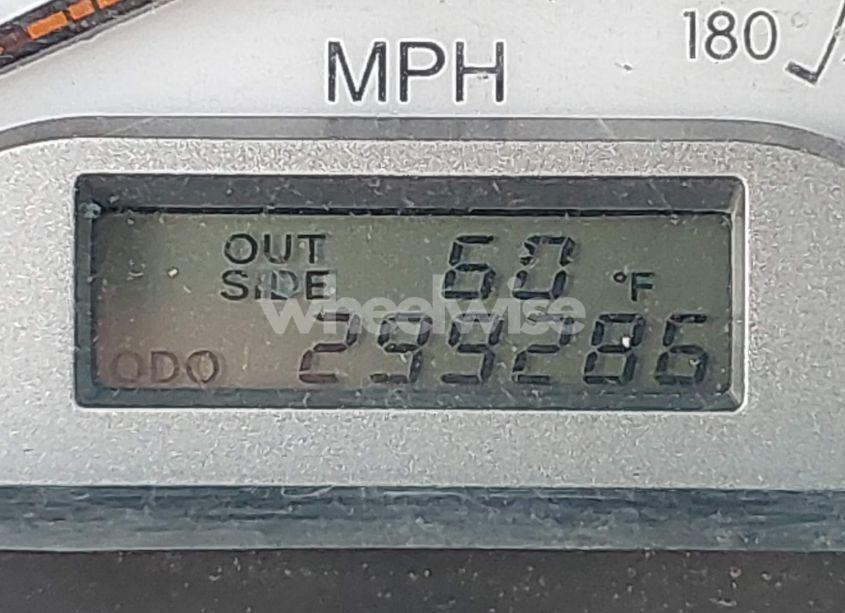 180
MPH
OUT SIDE 60 °F
wheelwise
ODO 299286